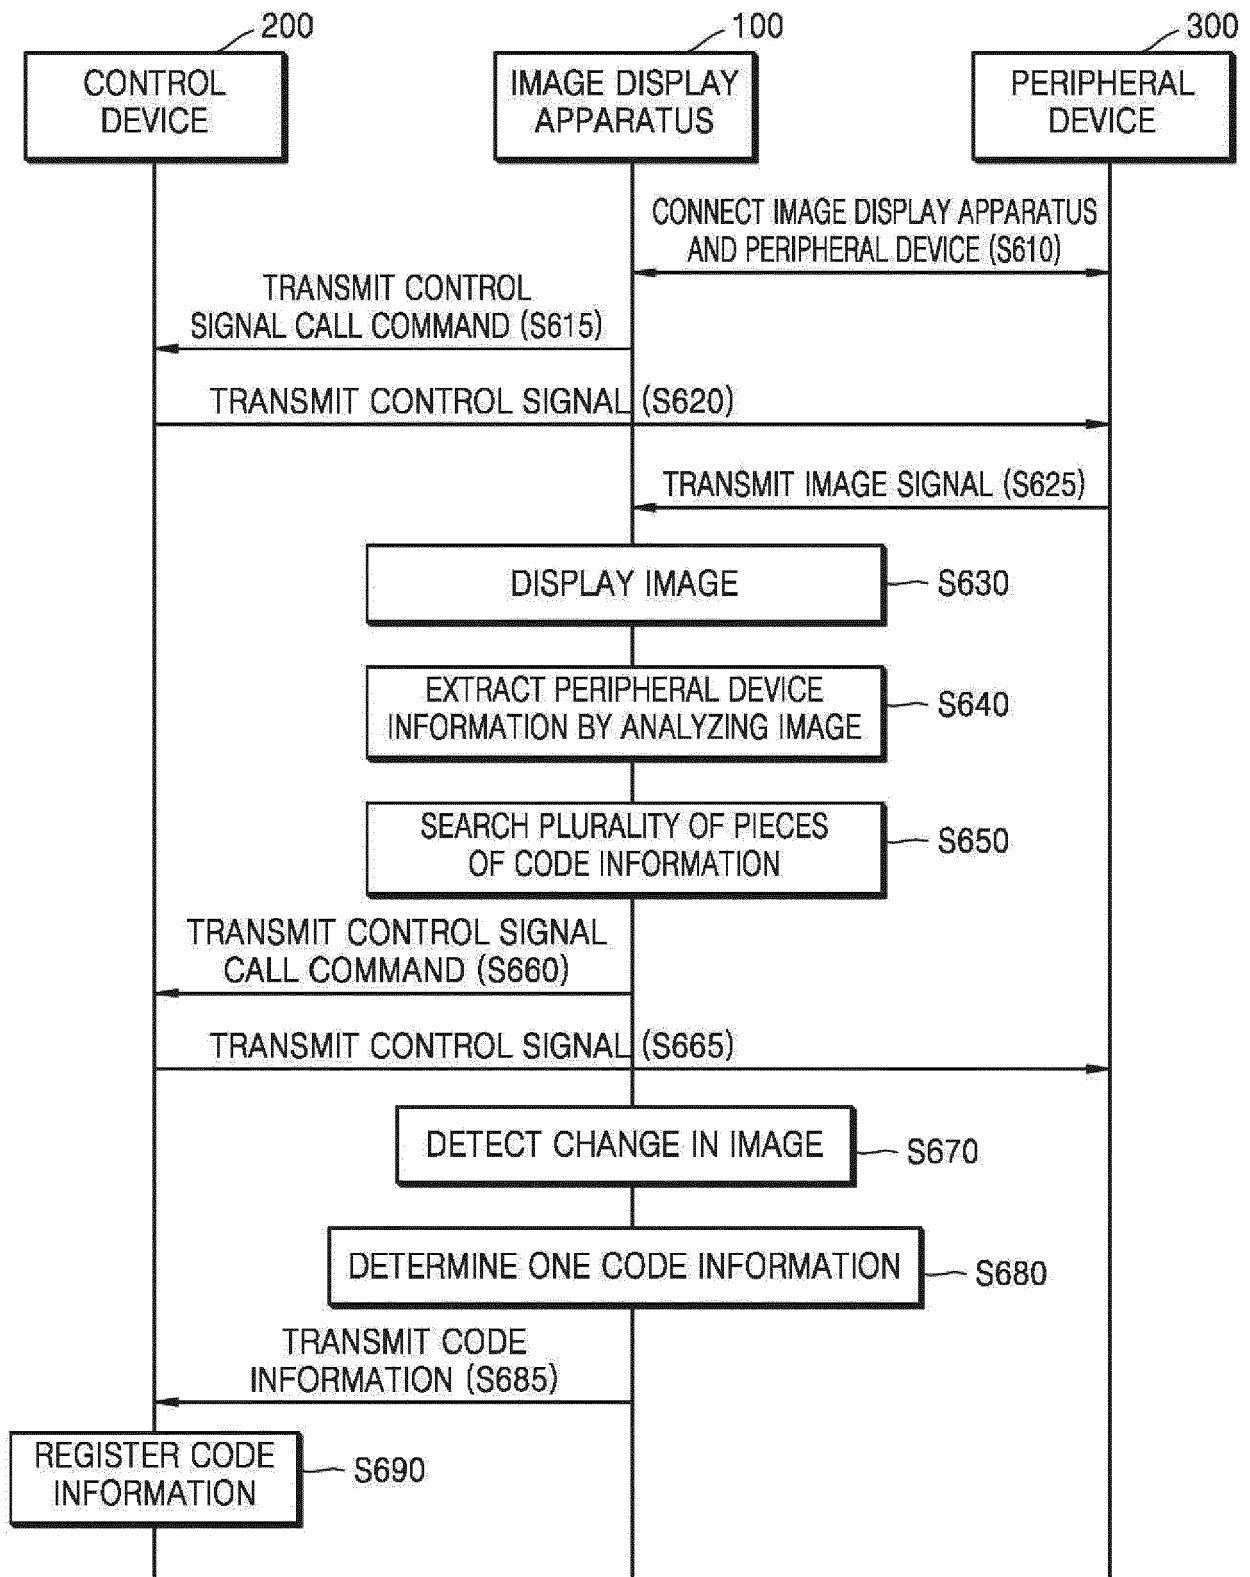 200
100
300
CONTROL
DEVICE
IMAGE DISPLAY
APPARATUS
PERIPHERAL
DEVICE
CONNECT IMAGE DISPLAY APPARATUS
AND PERIPHERAL DEVICE (S610)
TRANSMIT CONTROL
SIGNAL CALL COMMAND (S615)
TRANSMIT CONTROL SIGNAL (S620)
TRANSMIT IMAGE SIGNAL (S625)
DISPLAY IMAGE
S630
EXTRACT PERIPHERAL DEVICE
INFORMATION BY ANALYZING IMAGE
S640
SEARCH PLURALITY OF PIECES
OF CODE INFORMATION
S650
TRANSMIT CONTROL SIGNAL
CALL COMMAND (S660)
TRANSMIT CONTROL SIGNAL (S665)
DETECT CHANGE IN IMAGE
S670
DETERMINE ONE CODE INFORMATION
S680
TRANSMIT CODE
INFORMATION (S685)
REGISTER CODE
INFORMATION
S690